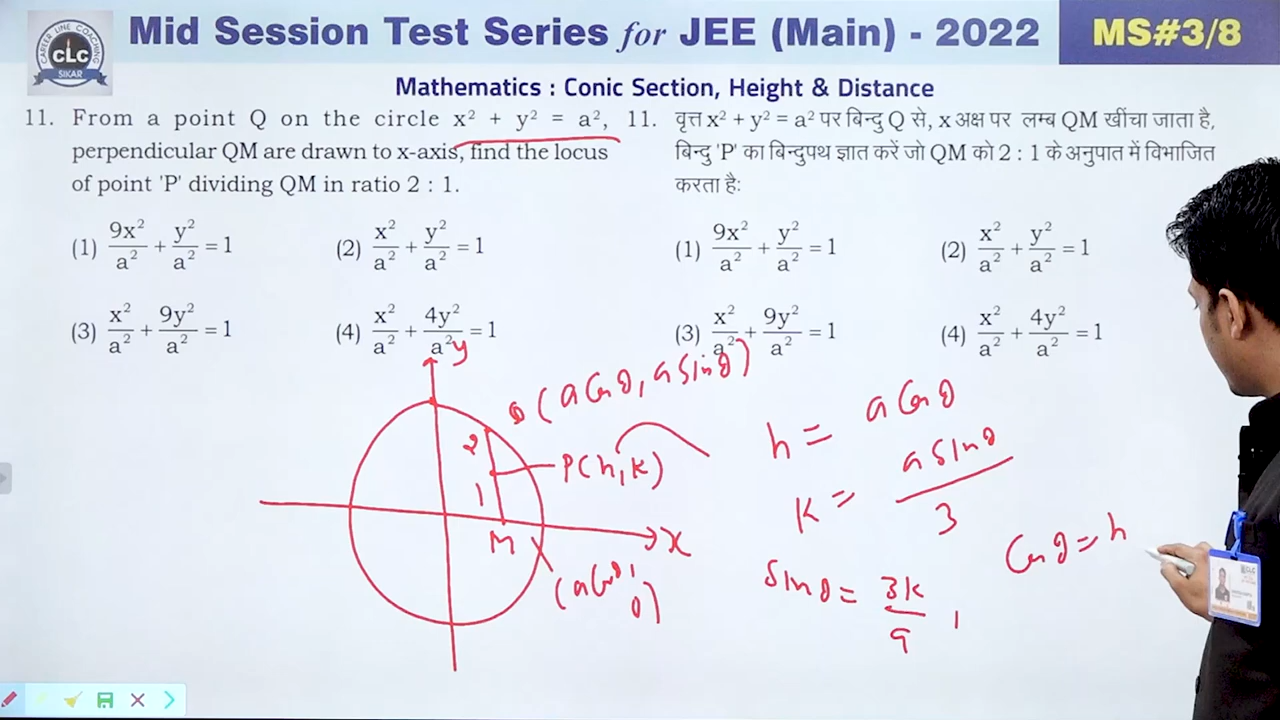 CAREER LINE COACHING
CLC
SIKAR
Mid Session Test Series for JEE (Main) - 2022
MS#3/8
Mathematics : Conic Section, Height & Distance
11. From a point Q on the circle x² + y² = a²,
perpendicular QM are drawn to x-axis, find the locus
of point 'P' dividing QM in ratio 2 : 1.
(1) 9x²/a² + y²/a² = 1
(2) x²/a² + y²/a² = 1
(3) x²/a² + 9y²/a² = 1
(4) x²/a² + 4y²/a² = 1
11. वृत्त x² + y² = a² पर बिन्दु Q से, x अक्ष पर लम्ब QM खींचा जाता है,
बिन्दु 'P' का बिन्दुपथ ज्ञात करें जो QM को 2 : 1 के अनुपात में विभाजित
करता हैः
(1) 9x²/a² + y²/a² = 1
(2) x²/a² + y²/a² = 1
(3) x²/a² + 9y²/a² = 1
(4) x²/a² + 4y²/a² = 1
y
Q (a cos θ, a sin θ)
2
P(h, k)
1
M
x
(a cos θ, 0)
h = a cos θ
k = a sin θ/3
sin θ = 3k/a ,
cos θ = h